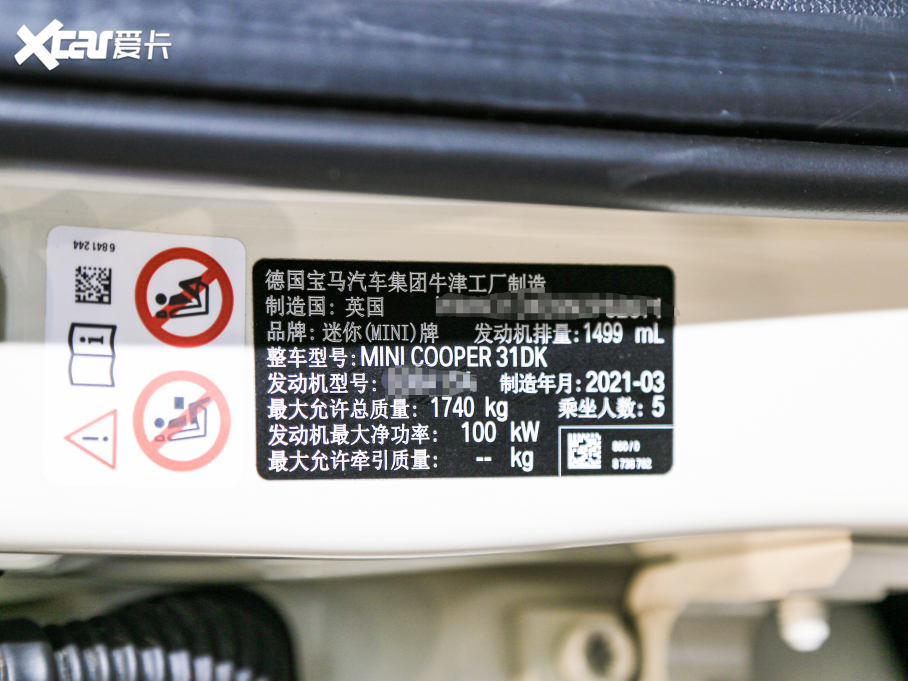 Xcar爱卡
6 841 244
德国宝马汽车集团牛津工厂制造
制造国: 英国
品牌: 迷你(MINI)牌 发动机排量: 1499 mL
整车型号: MINI COOPER 31DK
发动机型号: 制造年月: 2021-03
最大允许总质量: 1740 kg 乘坐人数: 5
发动机最大净功率: 100 kW
最大允许牵引质量: -- kg